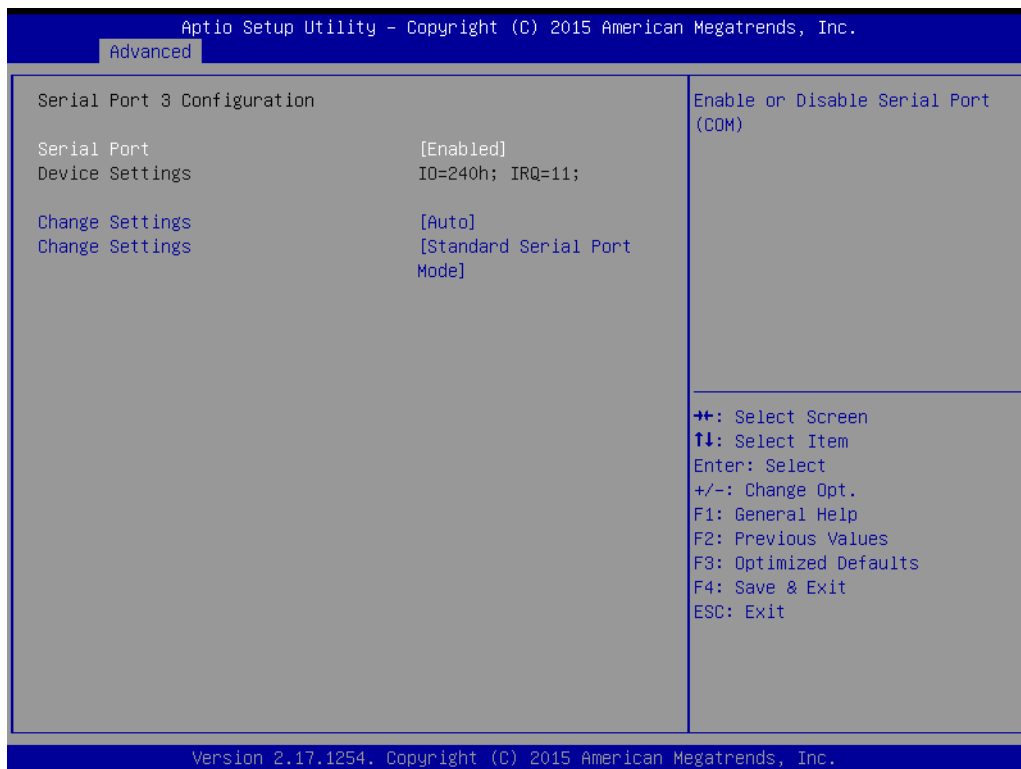 Aptio Setup Utility – Copyright (C) 2015 American Megatrends, Inc.
Advanced
Serial Port 3 Configuration
Serial Port [Enabled]
Device Settings IO=240h; IRQ=11;
Change Settings [Auto]
Change Settings [Standard Serial Port
Mode]
Enable or Disable Serial Port
(COM)
→←: Select Screen
↑↓: Select Item
Enter: Select
+/-: Change Opt.
F1: General Help
F2: Previous Values
F3: Optimized Defaults
F4: Save & Exit
ESC: Exit
Version 2.17.1254. Copyright (C) 2015 American Megatrends, Inc.